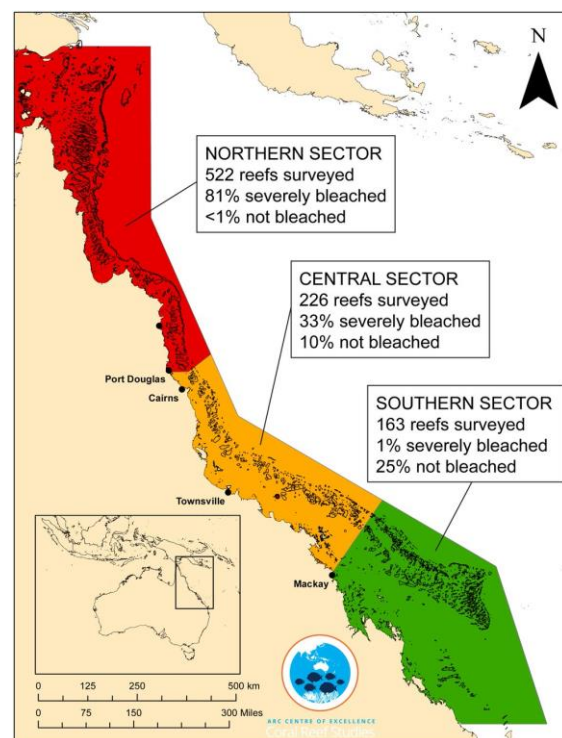 N
NORTHERN SECTOR
522 reefs surveyed
81% severely bleached
<1% not bleached
CENTRAL SECTOR
226 reefs surveyed
33% severely bleached
10% not bleached
Port Douglas
Cairns
SOUTHERN SECTOR
163 reefs surveyed
1% severely bleached
25% not bleached
Townsville
Mackay
0 125 250 500 km
0 75 150 300 Miles
ARC CENTRE OF EXCELLENCE
Coral Reef Studies